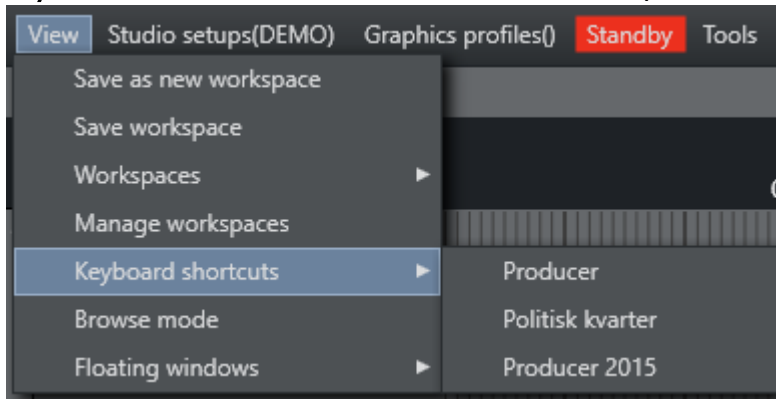 View Studio setups(DEMO) Graphics profiles() Standby Tools
Save as new workspace
Save workspace
Workspaces
Manage workspaces
Keyboard shortcuts Producer
Browse mode Politisk kvarter
Floating windows Producer 2015